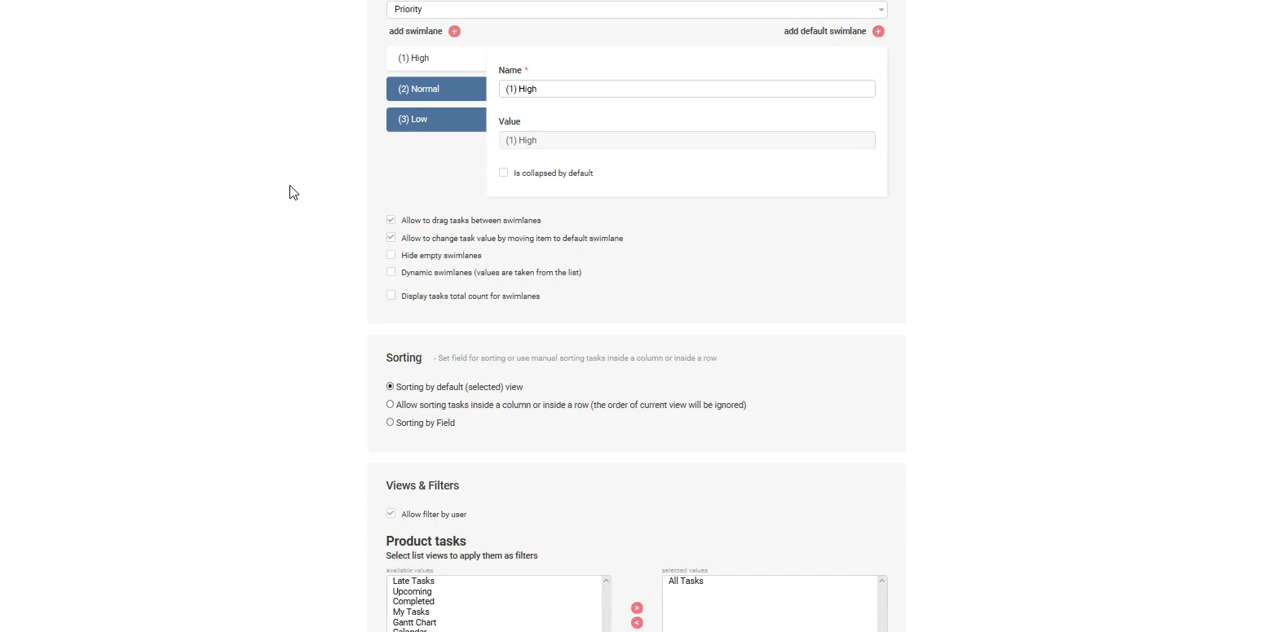 Priority
add swimlane
add default swimlane
(1) High
(2) Normal
(3) Low
Name *
(1) High
Value
(1) High
Is collapsed by default
Allow to drag tasks between swimlanes
Allow to change task value by moving item to default swimlane
Hide empty swimlanes
Dynamic swimlanes (values are taken from the list)
Display tasks total count for swimlanes
Sorting - Set field for sorting or use manual sorting tasks inside a column or inside a row
Sorting by default (selected) view
Allow sorting tasks inside a column or inside a row (the order of current view will be ignored)
Sorting by Field
Views & Filters
Allow filter by user
Product tasks
Select list views to apply them as filters
available values
Late Tasks
Upcoming
Completed
My Tasks
Gantt Chart
Calendar
selected values
All Tasks